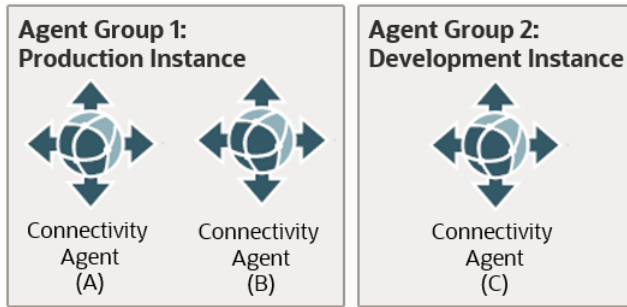 Agent Group 1:
Production Instance
Connectivity
Agent
(A)
Connectivity
Agent
(B)
Agent Group 2:
Development Instance
Connectivity
Agent
(C)